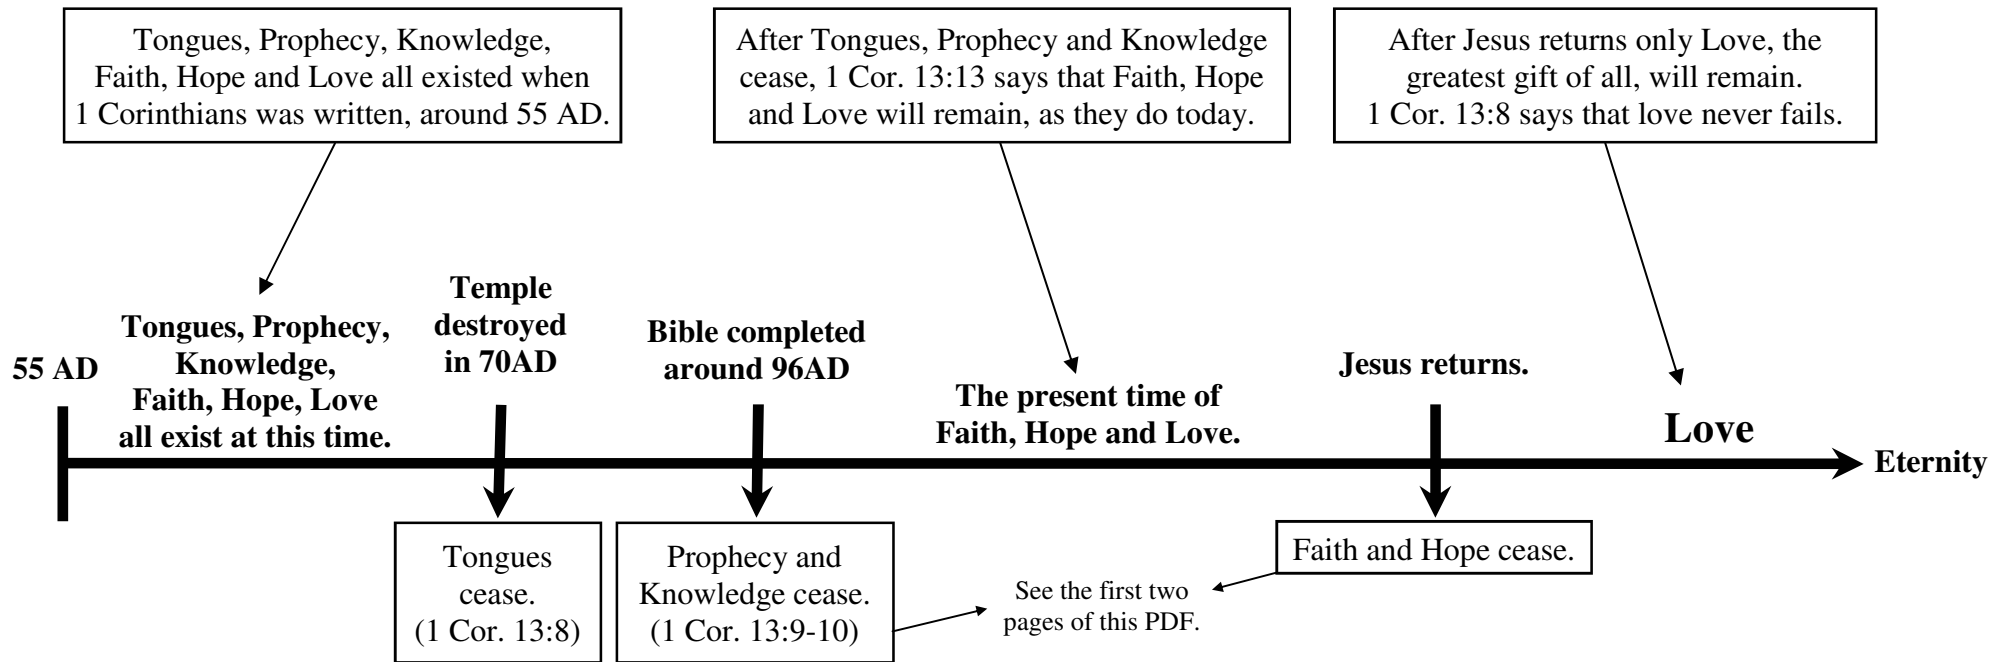 Tongues, Prophecy, Knowledge,
Faith, Hope and Love all existed when
1 Corinthians was written, around 55 AD.
After Tongues, Prophecy and Knowledge
cease, 1 Cor. 13:13 says that Faith, Hope
and Love will remain, as they do today.
After Jesus returns only Love, the
greatest gift of all, will remain.
1 Cor. 13:8 says that love never fails.
55 AD
Tongues, Prophecy,
Knowledge,
Faith, Hope, Love
all exist at this time.
Temple
destroyed
in 70AD
Bible completed
around 96AD
The present time of
Faith, Hope and Love.
Jesus returns.
Love
Eternity
Tongues
cease.
(1 Cor. 13:8)
Prophecy and
Knowledge cease.
(1 Cor. 13:9-10)
See the first two
pages of this PDF.
Faith and Hope cease.